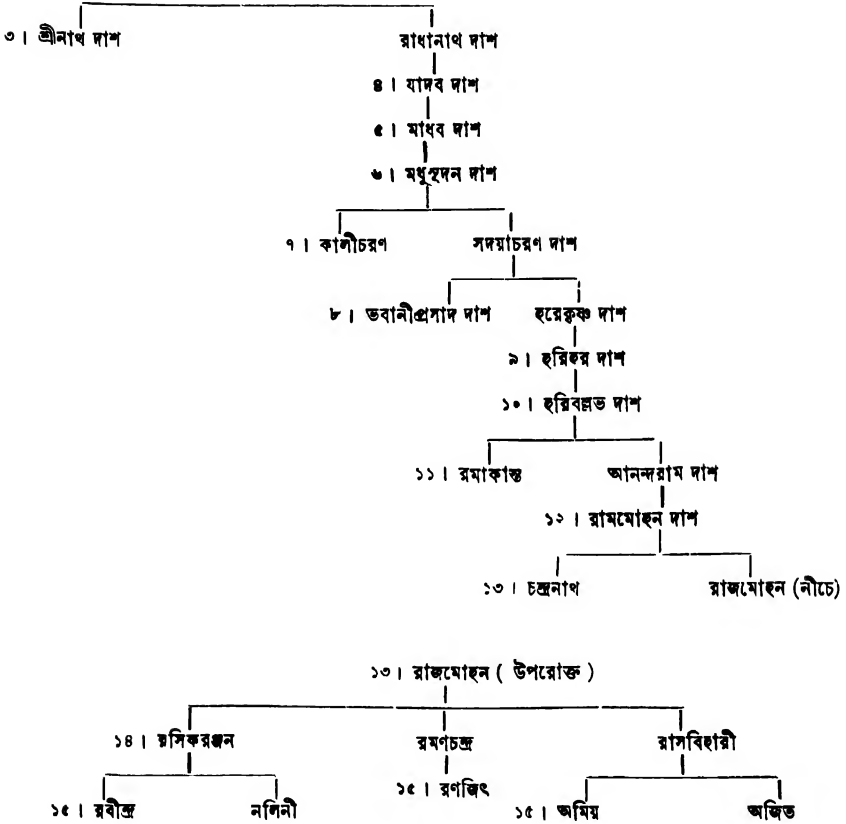 ৩। শ্রীনাথ দাশ রাধানাথ দাশ
৪। যাদব দাশ
৫। মাধব দাশ
৬। মধুসূদন দাশ
৭। কালীচরণ সদয়াচরণ দাশ
৮। ভবানীপ্রসাদ দাশ হরেকৃষ্ণ দাশ
৯। হরিহর দাশ
১০। হরিবল্লভ দাশ
১১। রমাকান্ত আনন্দরাম দাশ
১২। রামমোহন দাশ
১৩। চন্দ্রনাথ রাজমোহন (নীচে)
১৩। রাজমোহন ( উপরোক্ত )
১৪। রসিকরঞ্জন রমণচন্দ্র রাসবিহারী
১৫। রবীন্দ্র নলিনী ১৫। রণজিৎ ১৫। অমিয় অজিত